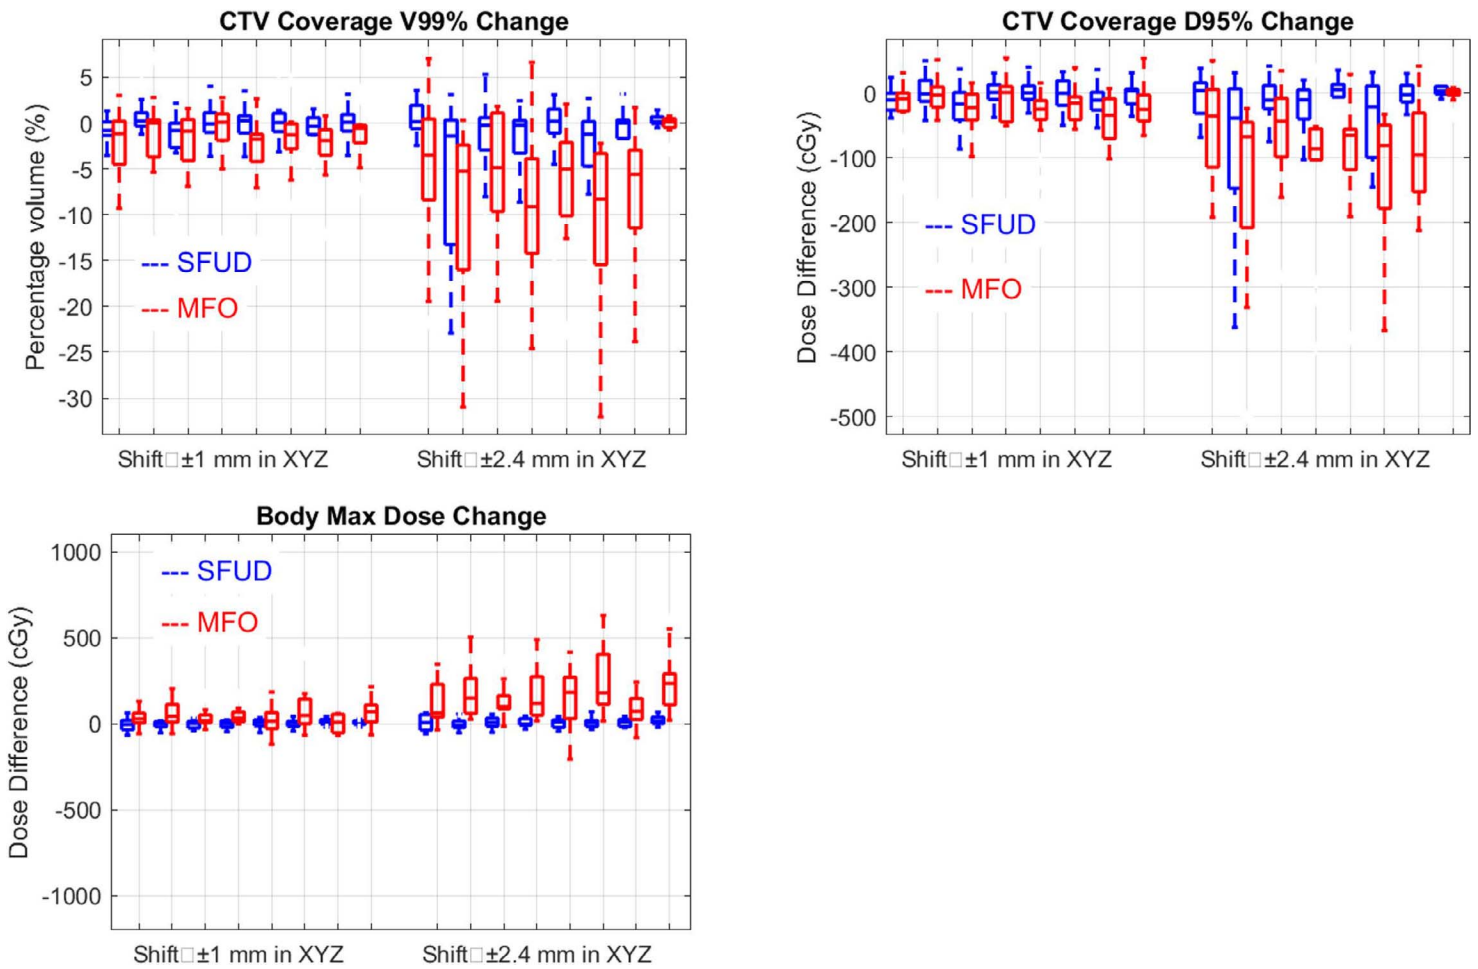 CTV Coverage V99% Change
Percentage volume (%)
5
0
-5
-10
-15
-20
-25
-30
SFUD
MFO
Shift□±1 mm in XYZ
Shift□±2.4 mm in XYZ
CTV Coverage D95% Change
Dose Difference (cGy)
0
-100
-200
-300
-400
-500
SFUD
MFO
Shift□±1 mm in XYZ
Shift□±2.4 mm in XYZ
Body Max Dose Change
Dose Difference (cGy)
1000
500
0
-500
-1000
SFUD
MFO
Shift□±1 mm in XYZ
Shift□±2.4 mm in XYZ